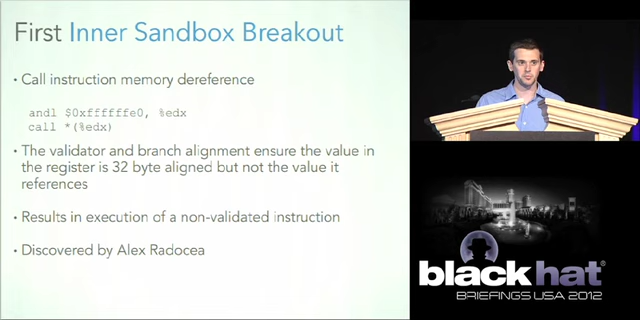 First Inner Sandbox Breakout
• Call instruction memory dereference
andl $0xffffffe0, %edx
call *(%edx)
• The validator and branch alignment ensure the value in
the register is 32 byte aligned but not the value it
references
• Results in execution of a non-validated instruction
• Discovered by Alex Radocea
black hat®
BRIEFINGS USA 2012